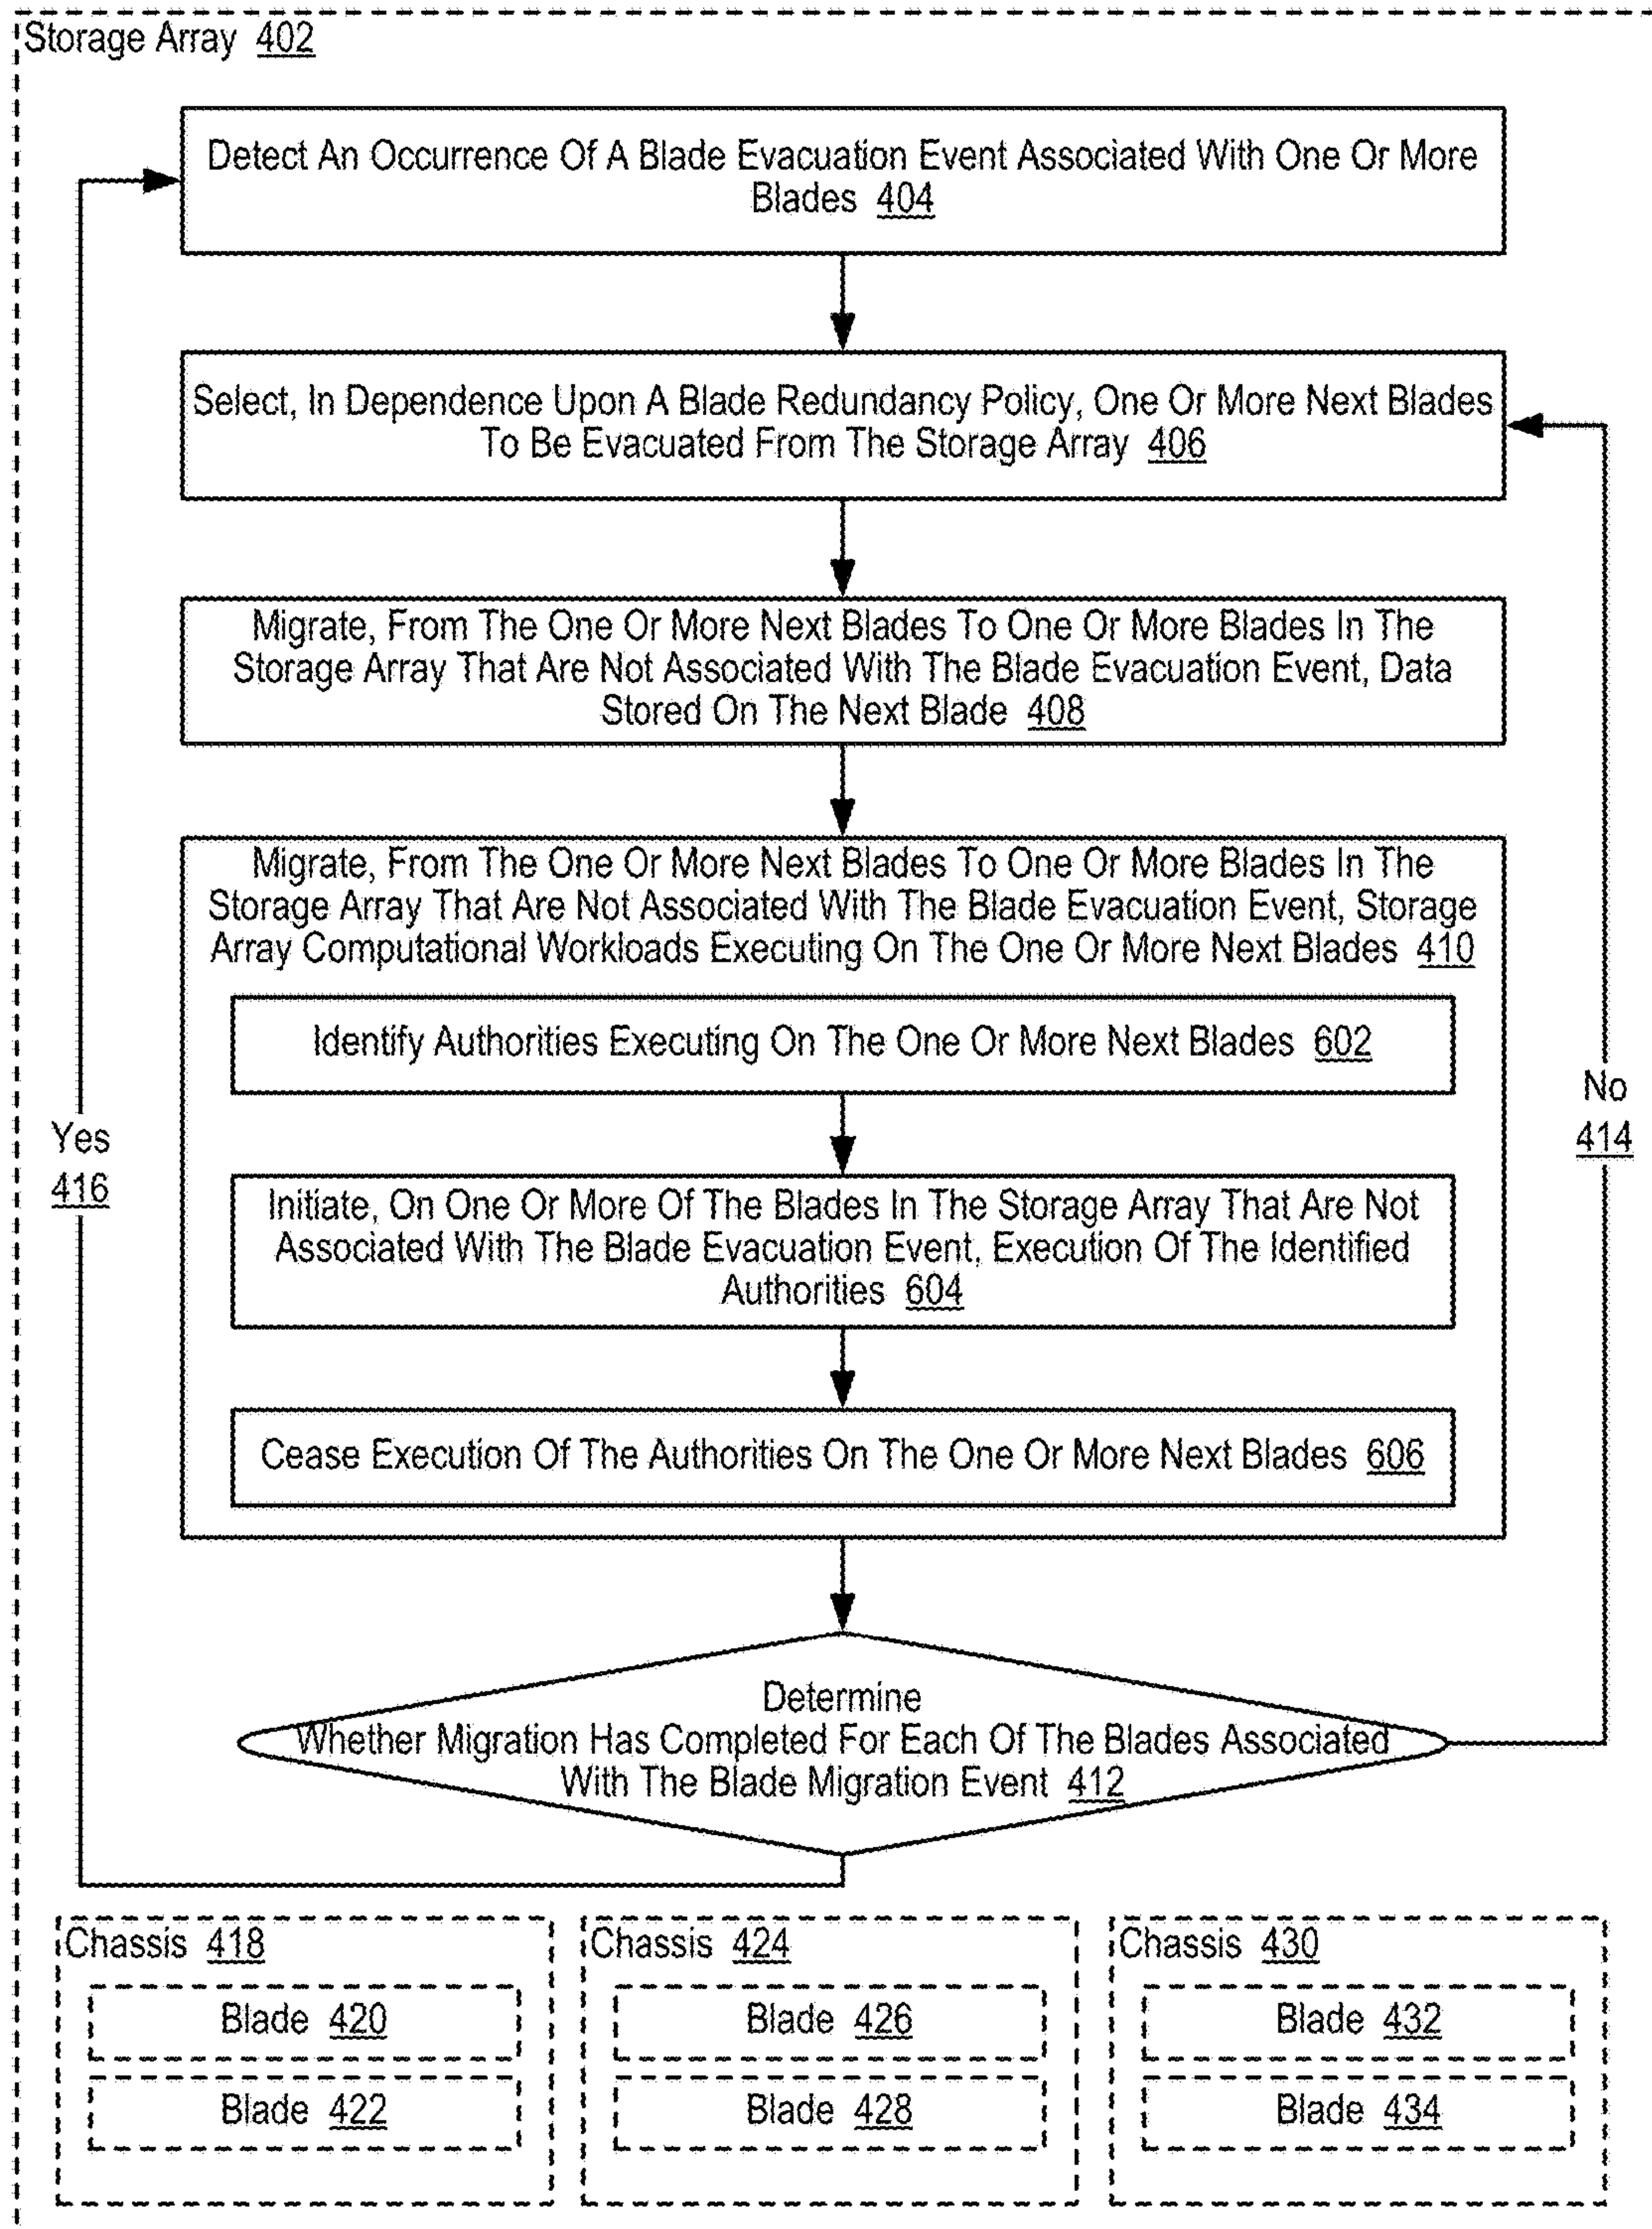 Storage Array 402
Detect An Occurrence Of A Blade Evacuation Event Associated With One Or More
Blades 404
Select, In Dependence Upon A Blade Redundancy Policy, One Or More Next Blades
To Be Evacuated From The Storage Array 406
Migrate, From The One Or More Next Blades To One Or More Blades In The
Storage Array That Are Not Associated With The Blade Evacuation Event, Data
Stored On The Next Blade 408
Migrate, From The One Or More Next Blades To One Or More Blades In The
Storage Array That Are Not Associated With The Blade Evacuation Event, Storage
Array Computational Workloads Executing On The One Or More Next Blades 410
Identify Authorities Executing On The One Or More Next Blades 602
No
414
Yes
416
Initiate, On One Or More Of The Blades In The Storage Array That Are Not
Associated With The Blade Evacuation Event, Execution Of The Identified
Authorities 604
Cease Execution Of The Authorities On The One Or More Next Blades 606
Determine
Whether Migration Has Completed For Each Of The Blades Associated
With The Blade Migration Event 412
Chassis 418
Blade 420
Blade 422
Chassis 424
Blade 426
Blade 428
Chassis 430
Blade 432
Blade 434